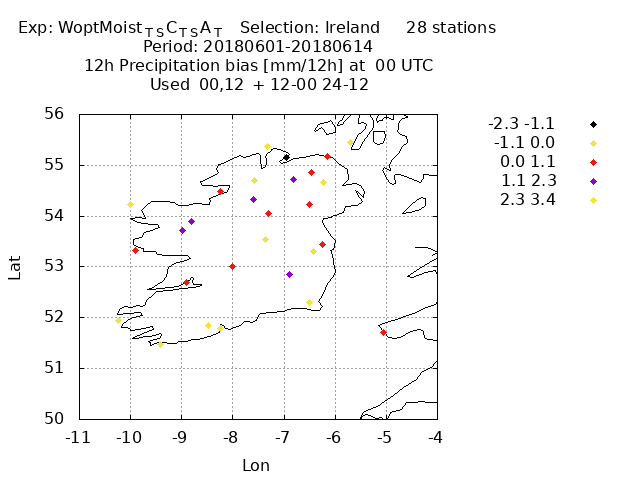 Exp: WoptMoist_TS C_TS A_T Selection: Ireland 28 stations
Period: 20180601-20180614
12h Precipitation bias [mm/12h] at 00 UTC
Used 00,12 + 12-00 24-12
-2.3 -1.1
-1.1 0.0
0.0 1.1
1.1 2.3
2.3 3.4
56
55
54
53
52
51
50
Lat
-11 -10 -9 -8 -7 -6 -5 -4
Lon